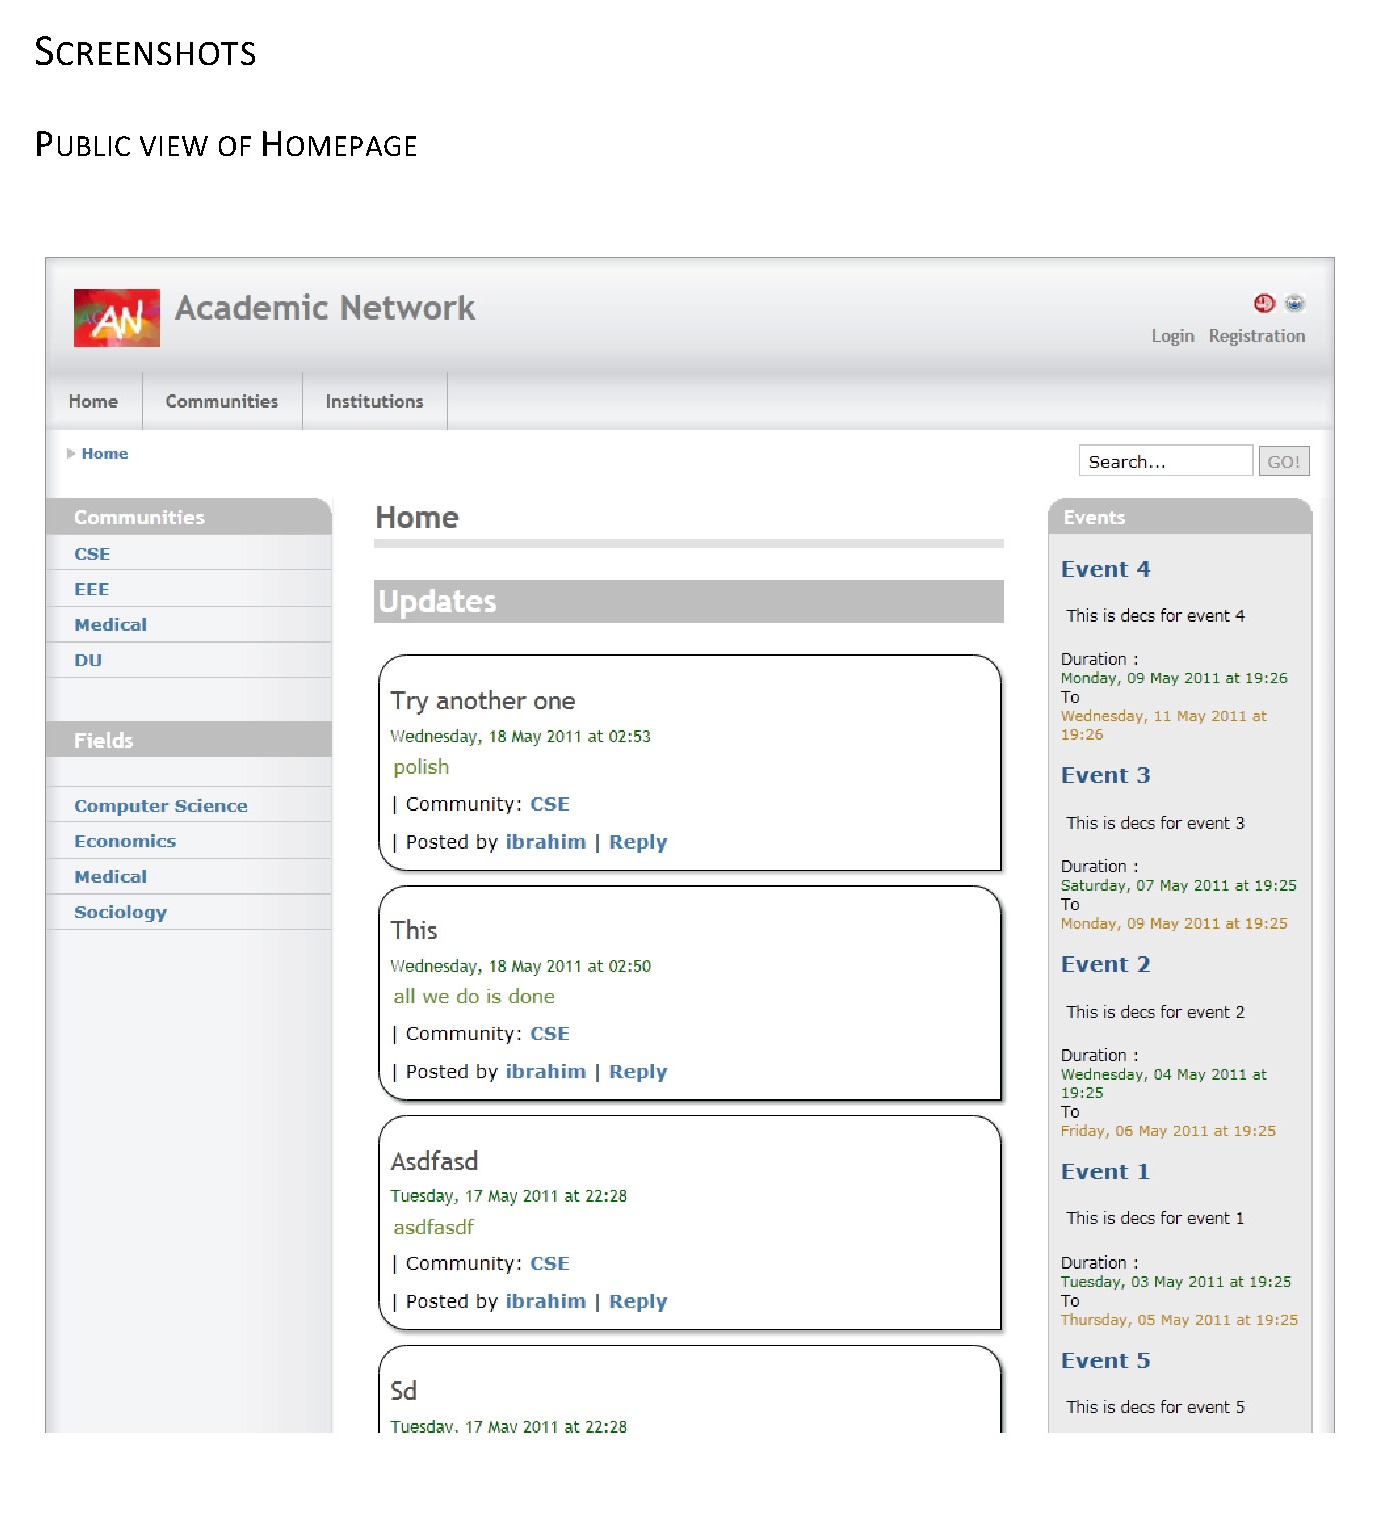 SCREENSHOTS
PUBLIC VIEW OF HOMEPAGE
AN
Academic Network
Login Registration
Home Communities Institutions
Home
Search...
GO!
Communities
CSE
EEE
Medical
DU
Fields
Computer Science
Economics
Medical
Sociology
Home
Updates
Try another one
Wednesday, 18 May 2011 at 02:53
polish
| Community: CSE
| Posted by ibrahim | Reply
This
Wednesday, 18 May 2011 at 02:50
all we do is done
| Community: CSE
| Posted by ibrahim | Reply
Asdfasd
Tuesday, 17 May 2011 at 22:28
asdfasdf
| Community: CSE
| Posted by ibrahim | Reply
Sd
Tuesday, 17 May 2011 at 22:28
Events
Event 4
This is decs for event 4
Duration :
Monday, 09 May 2011 at 19:26
To
Wednesday, 11 May 2011 at
19:26
Event 3
This is decs for event 3
Duration :
Saturday, 07 May 2011 at 19:25
To
Monday, 09 May 2011 at 19:25
Event 2
This is decs for event 2
Duration :
Wednesday, 04 May 2011 at
19:25
To
Friday, 06 May 2011 at 19:25
Event 1
This is decs for event 1
Duration :
Tuesday, 03 May 2011 at 19:25
To
Thursday, 05 May 2011 at 19:25
Event 5
This is decs for event 5